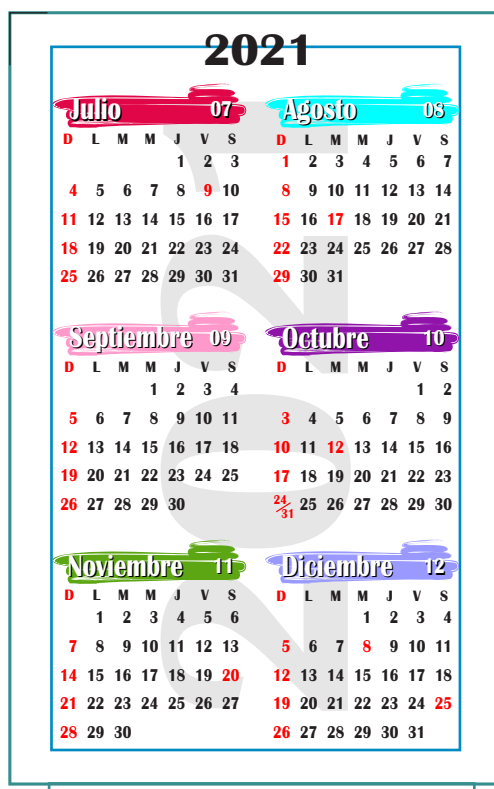 2021
Julio 07
D L M M J V S
1 2 3
4 5 6 7 8 9 10
11 12 13 14 15 16 17
18 19 20 21 22 23 24
25 26 27 28 29 30 31
Agosto 08
D L M M J V S
1 2 3 4 5 6 7
8 9 10 11 12 13 14
15 16 17 18 19 20 21
22 23 24 25 26 27 28
29 30 31
Septiembre 09
D L M M J V S
1 2 3 4
5 6 7 8 9 10 11
12 13 14 15 16 17 18
19 20 21 22 23 24 25
26 27 28 29 30
Octubre 10
D L M M J V S
1 2
3 4 5 6 7 8 9
10 11 12 13 14 15 16
17 18 19 20 21 22 23
24/31 25 26 27 28 29 30
Noviembre 11
D L M M J V S
1 2 3 4 5 6
7 8 9 10 11 12 13
14 15 16 17 18 19 20
21 22 23 24 25 26 27
28 29 30
Diciembre 12
D L M M J V S
1 2 3 4
5 6 7 8 9 10 11
12 13 14 15 16 17 18
19 20 21 22 23 24 25
26 27 28 29 30 31
2021